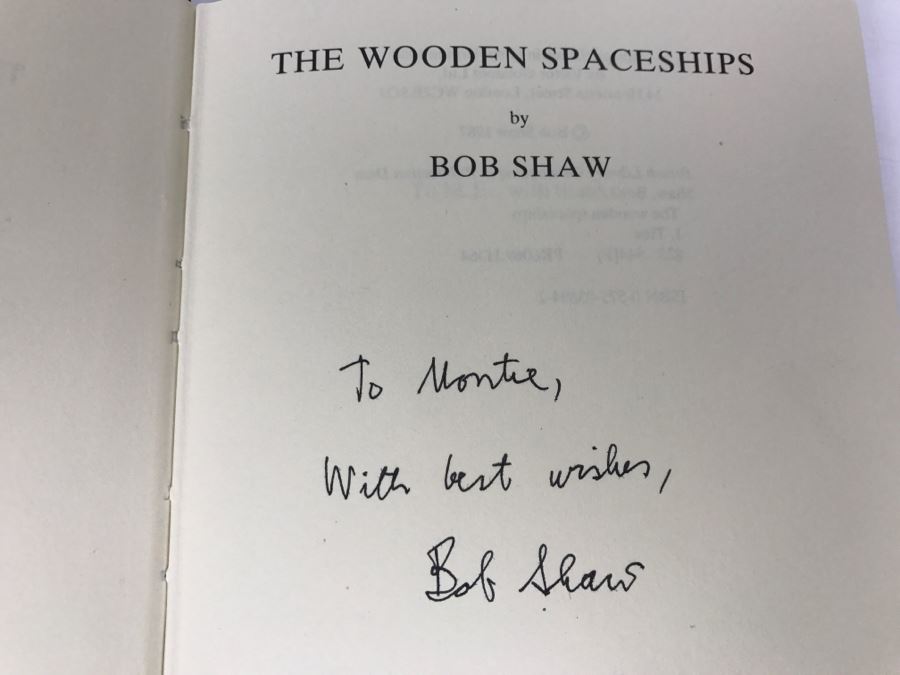 THE WOODEN SPACESHIPS
by
BOB SHAW
To Montie,
With best wishes,
Bob Shaw